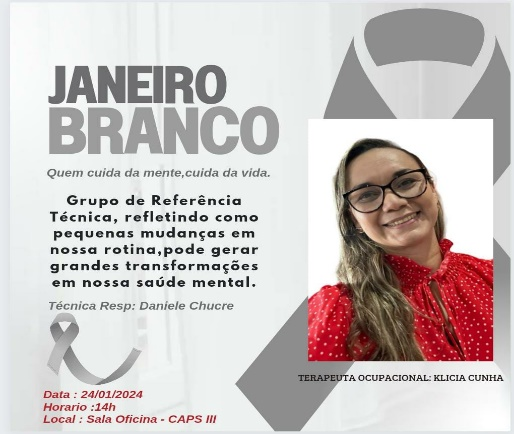 JANEIRO
BRANCO
Quem cuida da mente,cuida da vida.
Grupo de Referência
Técnica, refletindo como
pequenas mudanças em
nossa rotina,pode gerar
grandes transformações
em nossa saúde mental.
Técnica Resp: Daniele Chucre
TERAPEUTA OCUPACIONAL: KLICIA CUNHA
Data : 24/01/2024
Horario :14h
Local : Sala Oficina - CAPS III